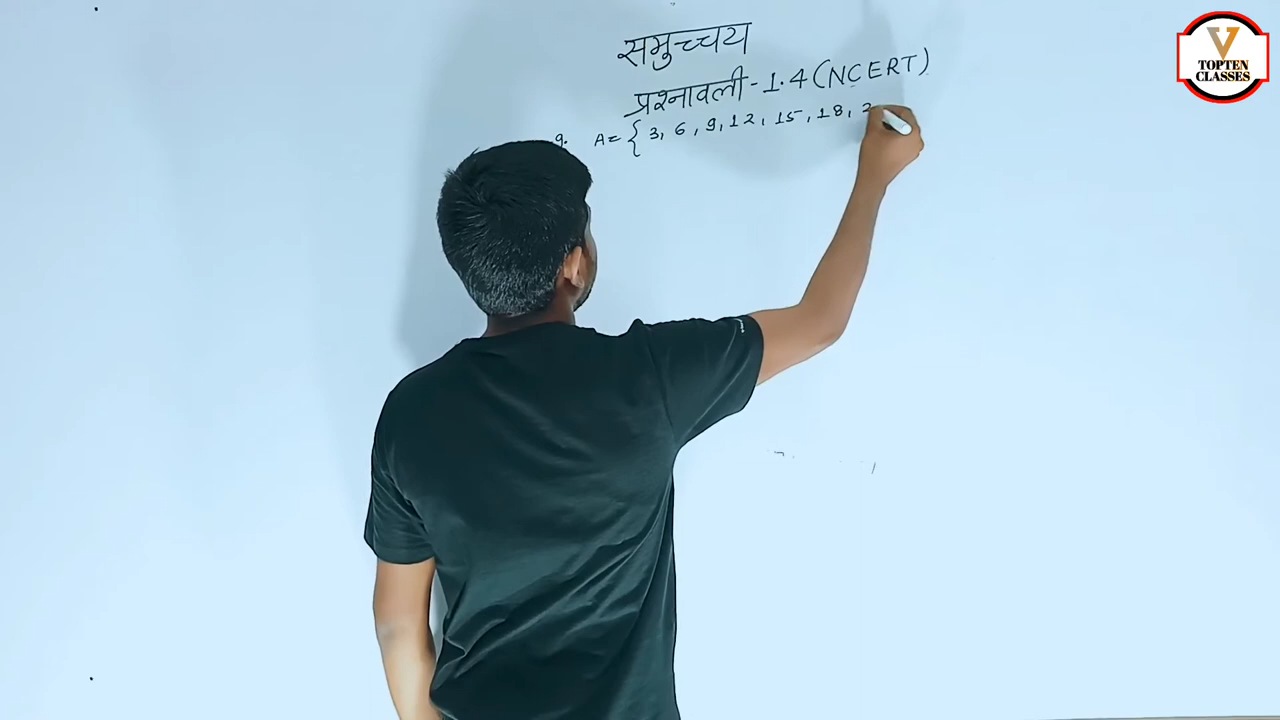 समुच्चय
प्रश्नावली - 1.4 (NCERT)
9. A = { 3, 6, 9, 12, 15, 18, 2
V
TOPTEN
CLASSES